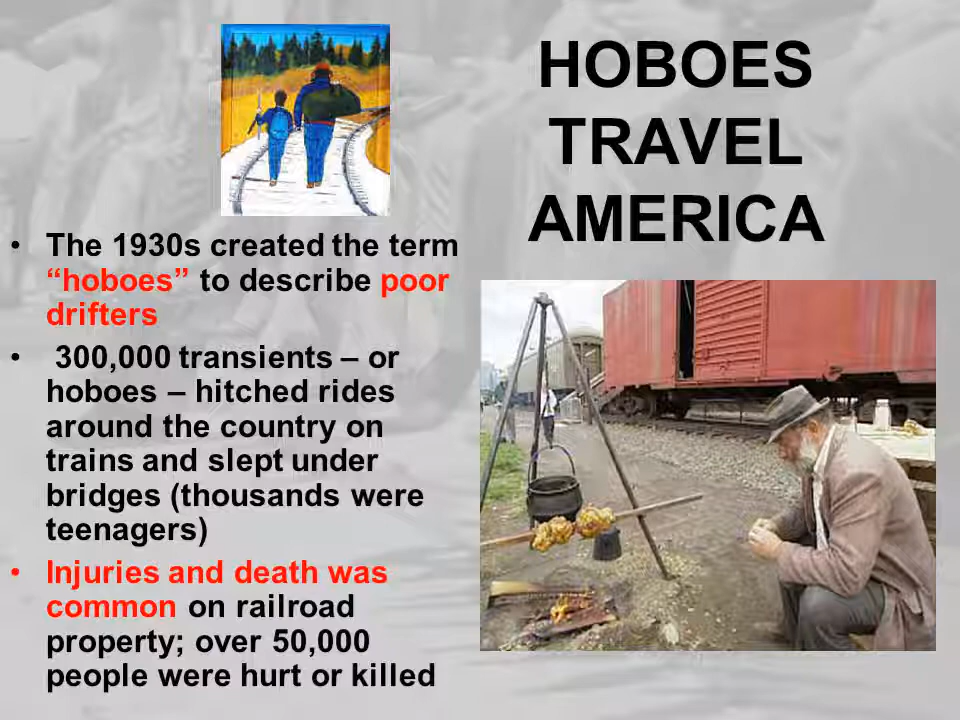 HOBOES
TRAVEL
AMERICA
• The 1930s created the term
“hoboes” to describe poor
drifters
• 300,000 transients – or
hoboes – hitched rides
around the country on
trains and slept under
bridges (thousands were
teenagers)
• Injuries and death was
common on railroad
property; over 50,000
people were hurt or killed